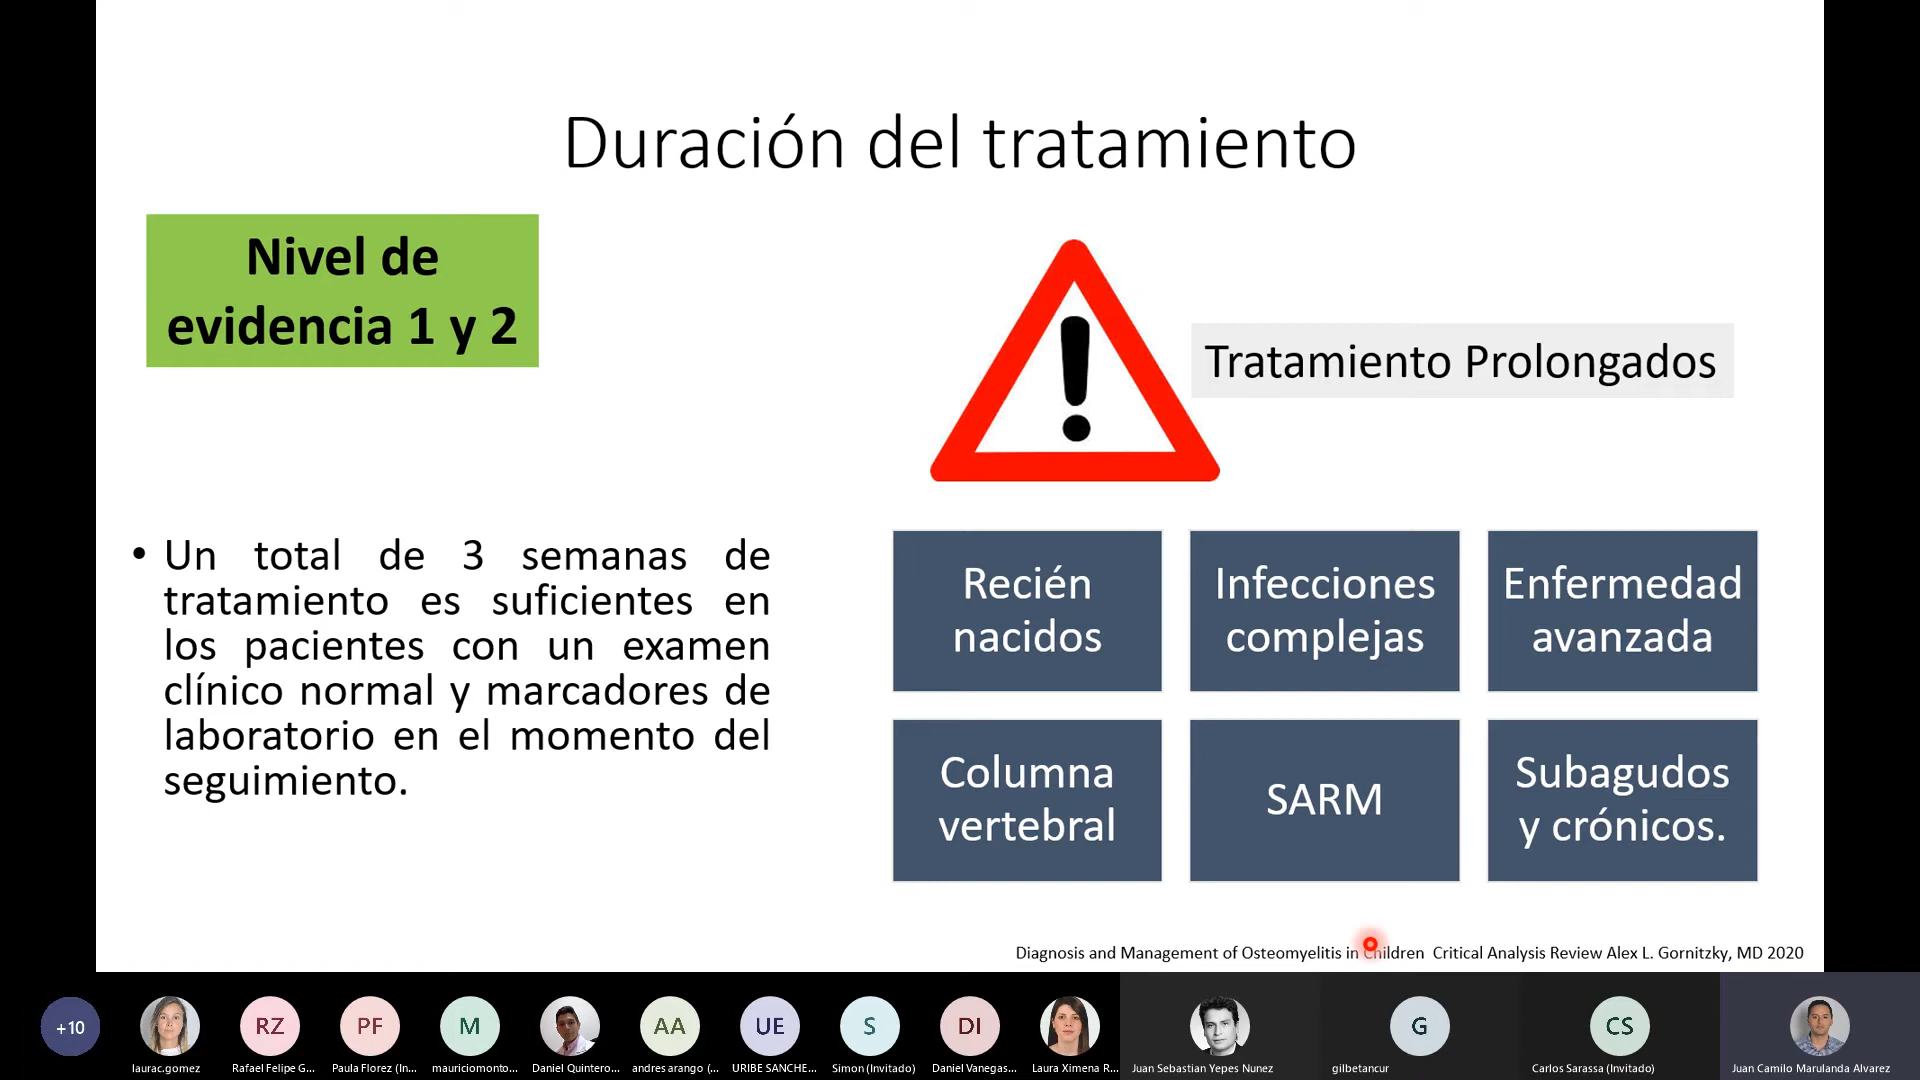 Duración del tratamiento
Nivel de
evidencia 1 y 2
Tratamiento Prolongados
• Un total de 3 semanas de
tratamiento es suficientes en
los pacientes con un examen
clínico normal y marcadores de
laboratorio en el momento del
seguimiento.
Recién
nacidos
Infecciones
complejas
Enfermedad
avanzada
Columna
vertebral
SARM
Subagudos
y crónicos.
Diagnosis and Management of Osteomyelitis in Children Critical Analysis Review Alex L. Gornitzky, MD 2020
+10
RZ
PF
M
AA
UE
S
DI
G
CS
laurac.gomez
Rafael Felipe G...
Paula Florez (In...
mauriciomonto...
Daniel Quintero...
andres arango (...
URIBE SANCHE...
Simon (Invitado)
Daniel Vanegas...
Laura Ximena R...
Juan Sebastian Yepes Nunez
gilbetancur
Carlos Sarassa (Invitado)
Juan Camilo Marulanda Alvarez